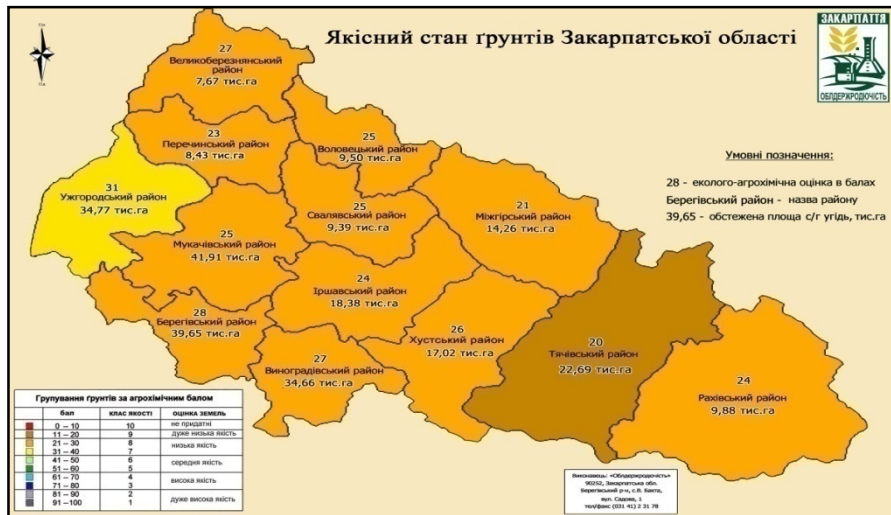 Якісний стан ґрунтів Закарпатської області
ЗАКАРПАТТЯ
ОБЛДЕРЖРОДЮЧІСТЬ
27
Великоберезнянський
район
7,67 тис.га
23
Перечинський район
8,43 тис.га
25
Воловецький район
9,50 тис.га
31
Ужгородський район
34,77 тис.га
25
Свалявський район
9,39 тис.га
21
Міжгірський район
14,26 тис.га
25
Мукачівський район
41,91 тис.га
24
Іршавський район
18,38 тис.га
28
Берегівський район
39,65 тис.га
26
Хустський район
17,02 тис.га
27
Виноградівський район
34,66 тис.га
20
Тячівський район
22,69 тис.га
24
Рахівський район
9,88 тис.га
Умовні позначення:
28 - еколого-агрохімічна оцінка в балах
Берегівський район - назва району
39,65 - обстежена площа с/г угідь, тис.га
Групування ґрунтів за агрохімічним балом
бал КЛАС ЯКОСТІ ОЦІНКА ЗЕМЕЛЬ
0 – 10 10 не придатні
11 – 20 9 дуже низька якість
21 – 30 8 низька якість
31 – 40 7
41 – 50 6 середня якість
51 – 60 5
61 – 70 4 висока якість
71 – 80 3
81 – 90 2 дуже висока якість
91 –100 1
Виконавець: «Облдержродючість»
90252, Закарпатська обл.
Берегівський р-н, с.В. Бакта,
вул. Садова, 1
тел/факс (031 41) 2 31 78